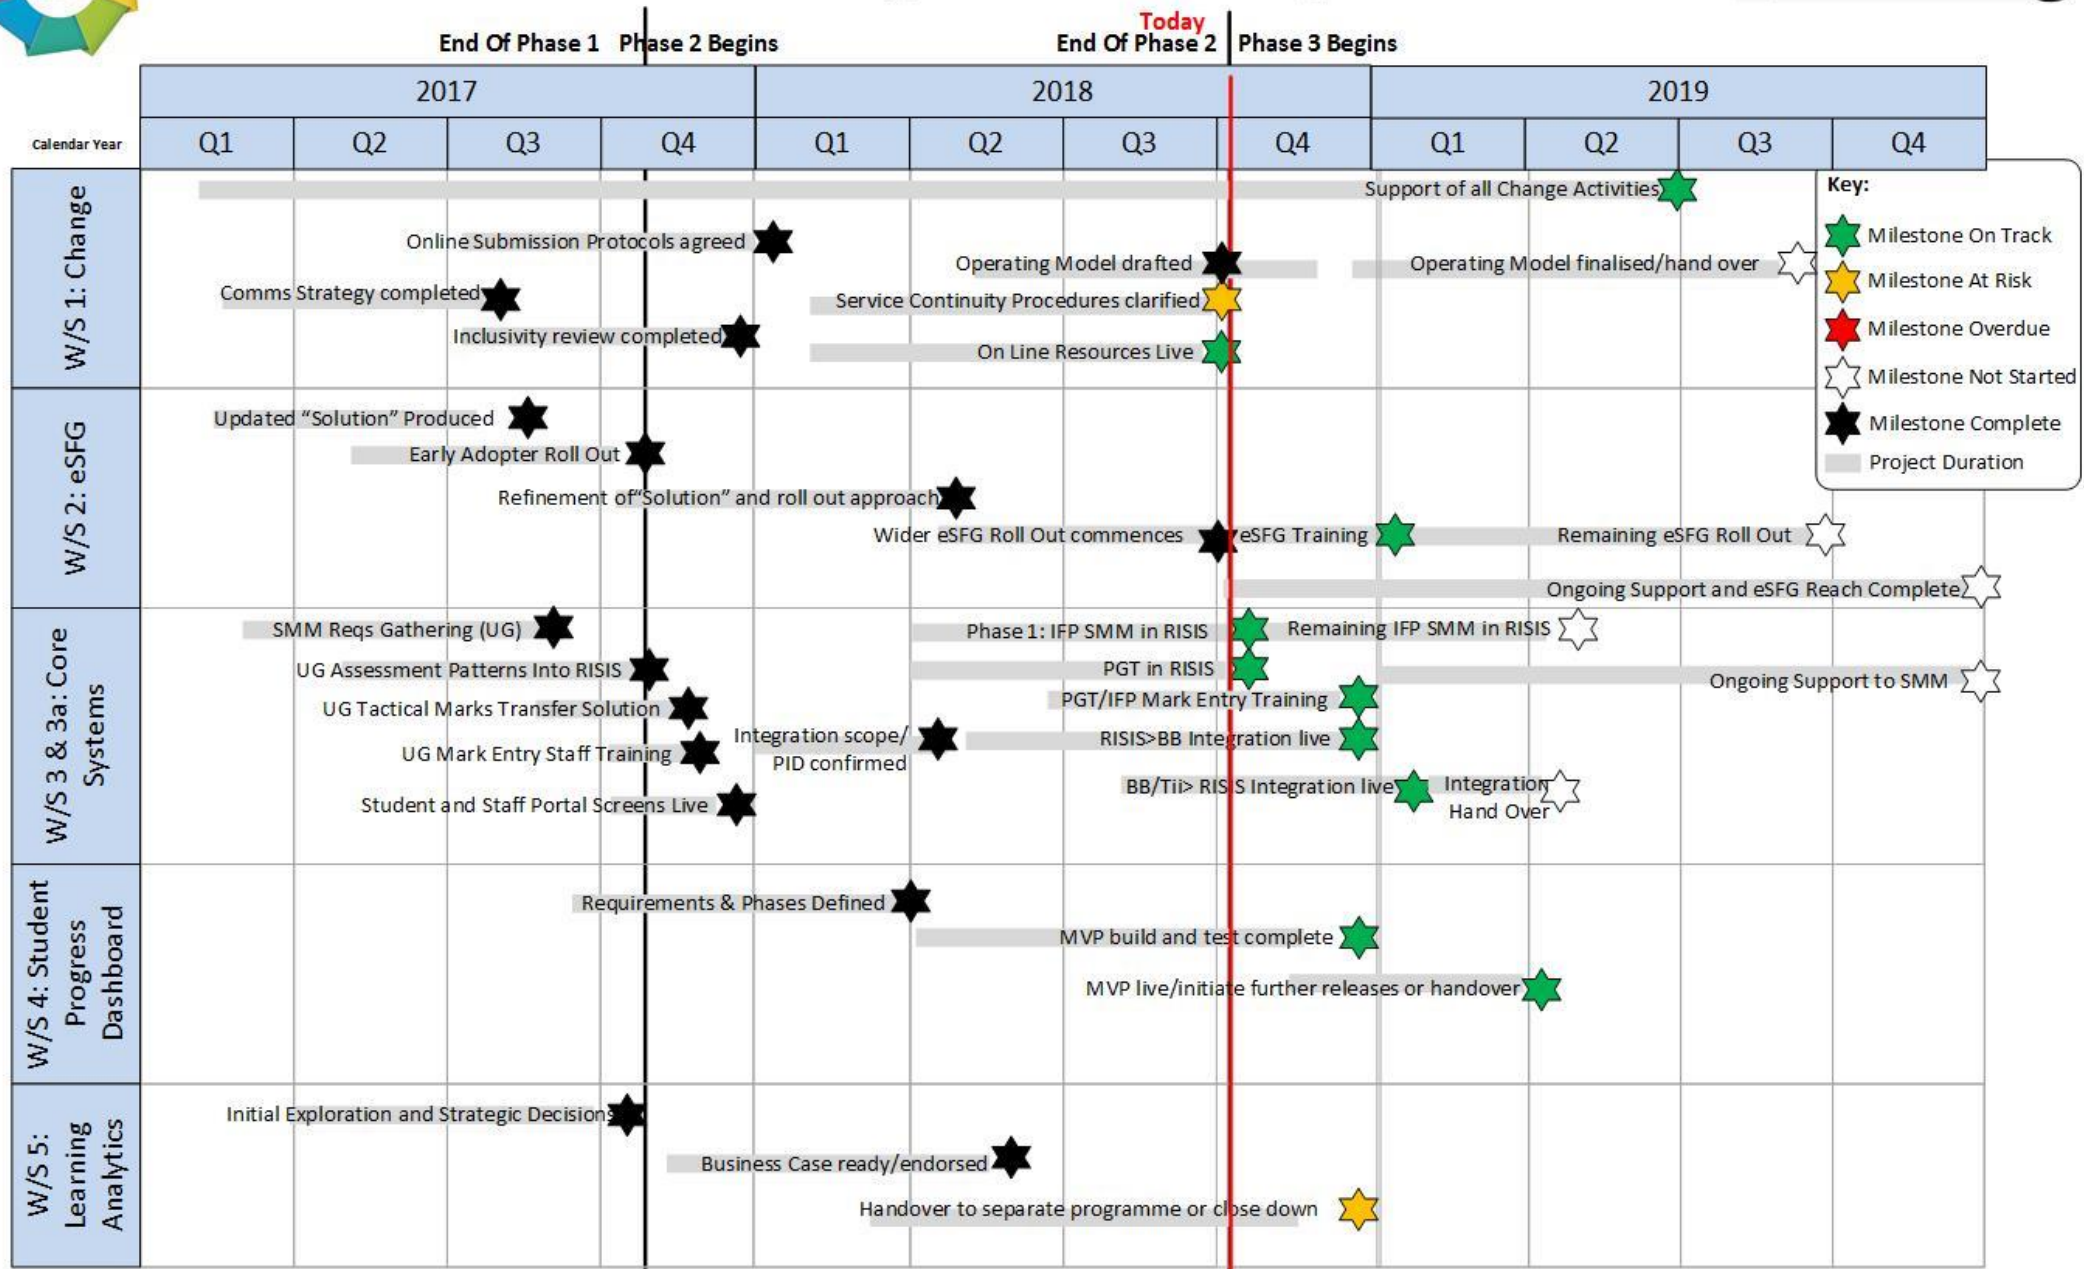 Today
End Of Phase 1 Phase 2 Begins
End Of Phase 2 Phase 3 Begins
2017 2018 2019
Calendar Year Q1 Q2 Q3 Q4 Q1 Q2 Q3 Q4 Q1 Q2 Q3 Q4
W/S 1: Change
Support of all Change Activities
Online Submission Protocols agreed
Operating Model drafted
Operating Model finalised/hand over
Comms Strategy completed
Service Continuity Procedures clarified
Inclusivity review completed
On Line Resources Live
Key:
Milestone On Track
Milestone At Risk
Milestone Overdue
Milestone Not Started
Milestone Complete
Project Duration
W/S 2: eSFG
Updated “Solution” Produced
Early Adopter Roll Out
Refinement of“Solution” and roll out approach
Wider eSFG Roll Out commences
eSFG Training
Remaining eSFG Roll Out
Ongoing Support and eSFG Reach Complete
W/S 3 & 3a: Core
Systems
SMM Reqs Gathering (UG)
Phase 1: IFP SMM in RISIS
Remaining IFP SMM in RISIS
UG Assessment Patterns Into RISIS
PGT in RISIS
Ongoing Support to SMM
UG Tactical Marks Transfer Solution
PGT/IFP Mark Entry Training
Integration scope/
PID confirmed
RISIS>BB Integration live
UG Mark Entry Staff Training
BB/Tii> RISIS Integration live
Integration
Hand Over
Student and Staff Portal Screens Live
W/S 4: Student
Progress
Dashboard
Requirements & Phases Defined
MVP build and test complete
MVP live/initiate further releases or handover
W/S 5:
Learning
Analytics
Initial Exploration and Strategic Decisions
Business Case ready/endorsed
Handover to separate programme or close down